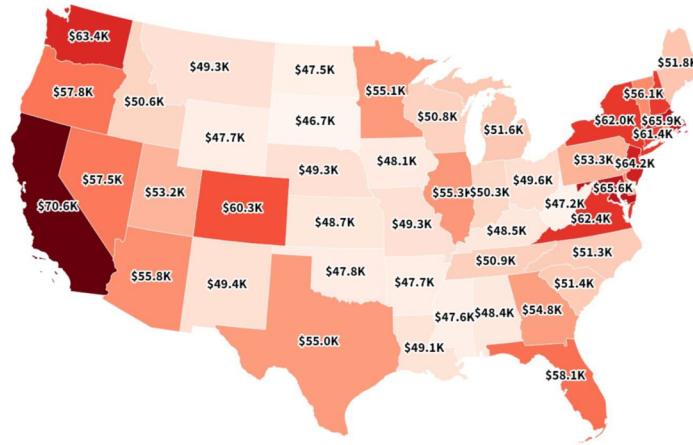 $63.4K
$49.3K
$47.5K
$55.1K
$51.8K
$57.8K
$50.6K
$46.7K
$50.8K
$51.6K
$56.1K
$62.0K
$65.9K
$61.4K
$47.7K
$48.1K
$53.3K
$64.2K
$57.5K
$53.2K
$49.3K
$49.6K
$70.6K
$60.3K
$48.7K
$49.3K
$55.3K
$50.3K
$65.6K
$47.2K
$62.4K
$48.5K
$55.8K
$49.4K
$47.8K
$50.9K
$51.3K
$47.7K
$51.4K
$55.0K
$49.1K
$47.6K
$48.4K
$54.8K
$58.1K